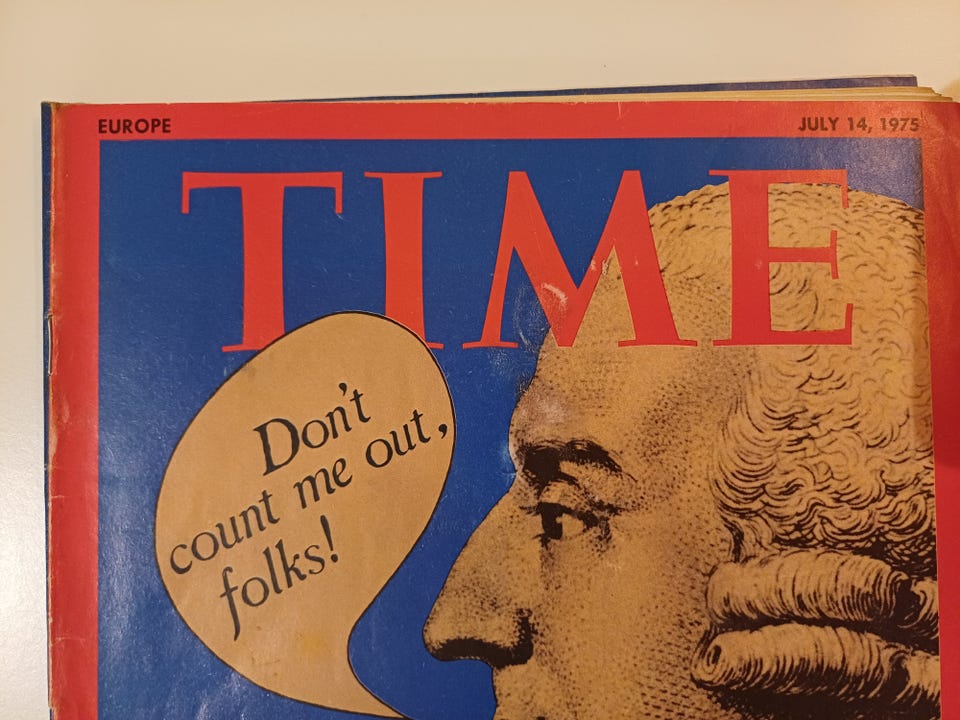 EUROPE
JULY 14, 1975
TIME
Don't
count me out,
folks!